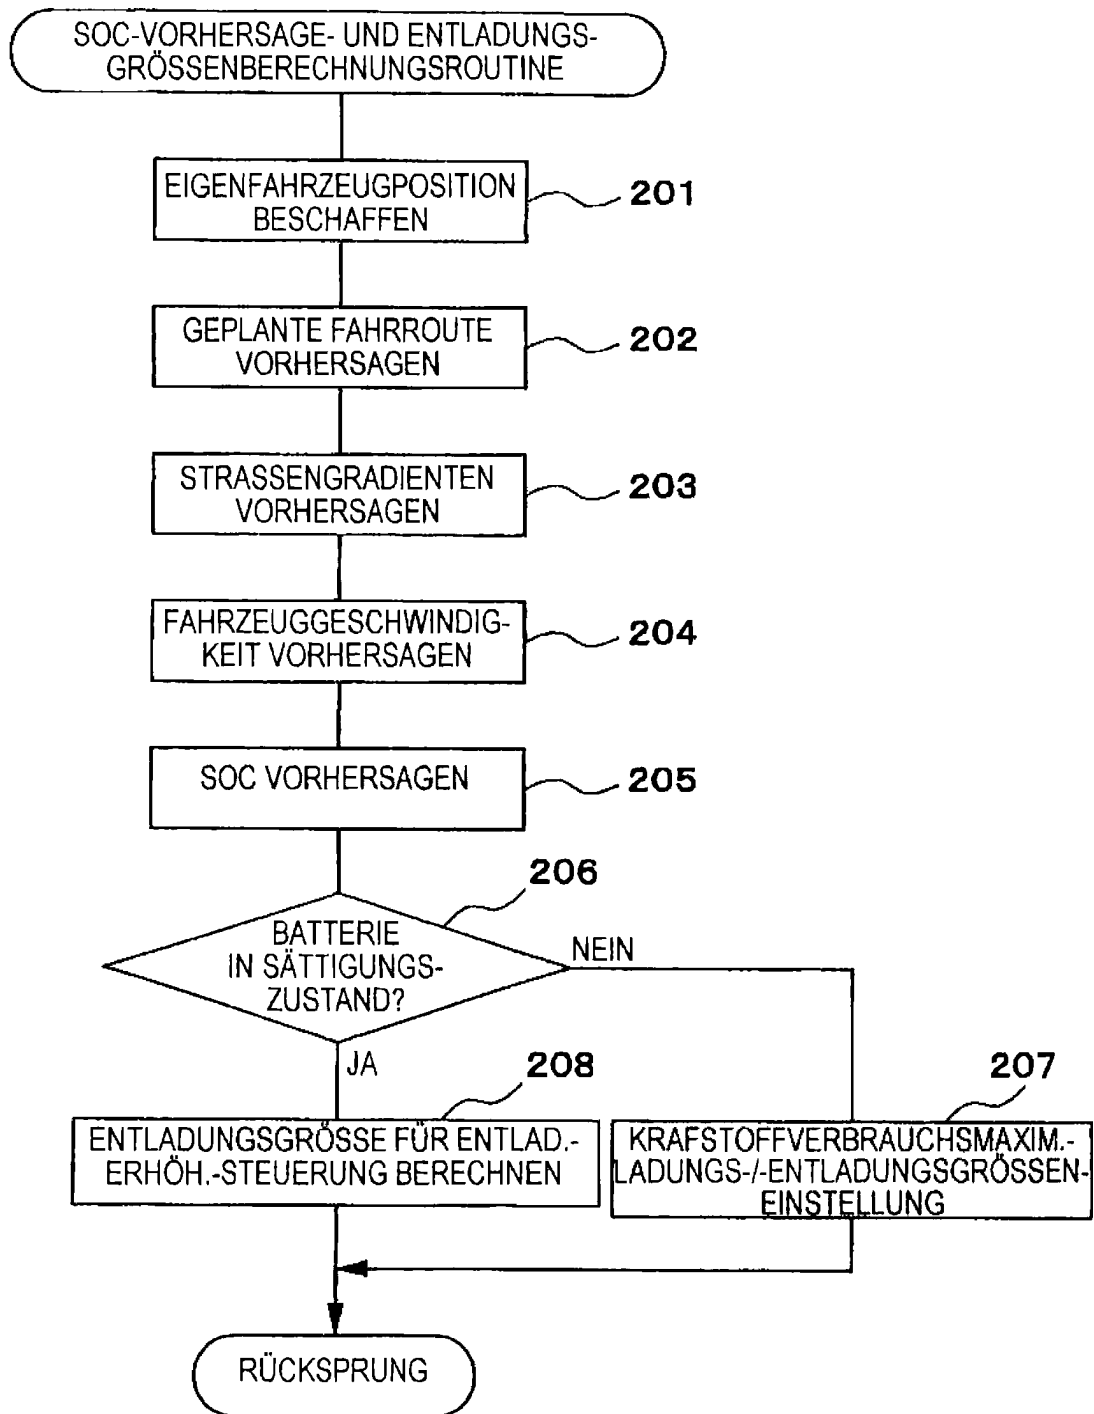 SOC-VORHERSAGE- UND ENTLADUNGS-
GRÖSSENBERECHNUNGSROUTINE
EIGENFAHRZEUGPOSITION
BESCHAFFEN
201
GEPLANTE FAHRROUTE
VORHERSAGEN
202
STRASSENGRADIENTEN
VORHERSAGEN
203
FAHRZEUGGESCHWINDIG-
KEIT VORHERSAGEN
204
SOC VORHERSAGEN
205
206
BATTERIE
IN SÄTTIGUNGS-
ZUSTAND?
NEIN
JA
208
ENTLADUNGSGRÖSSE FÜR ENTLAD.-
ERHÖH.-STEUERUNG BERECHNEN
207
KRAFSTOFFVERBRAUCHSMAXIM.-
LADUNGS-/-ENTLADUNGSGRÖSSEN-
EINSTELLUNG
RÜCKSPRUNG